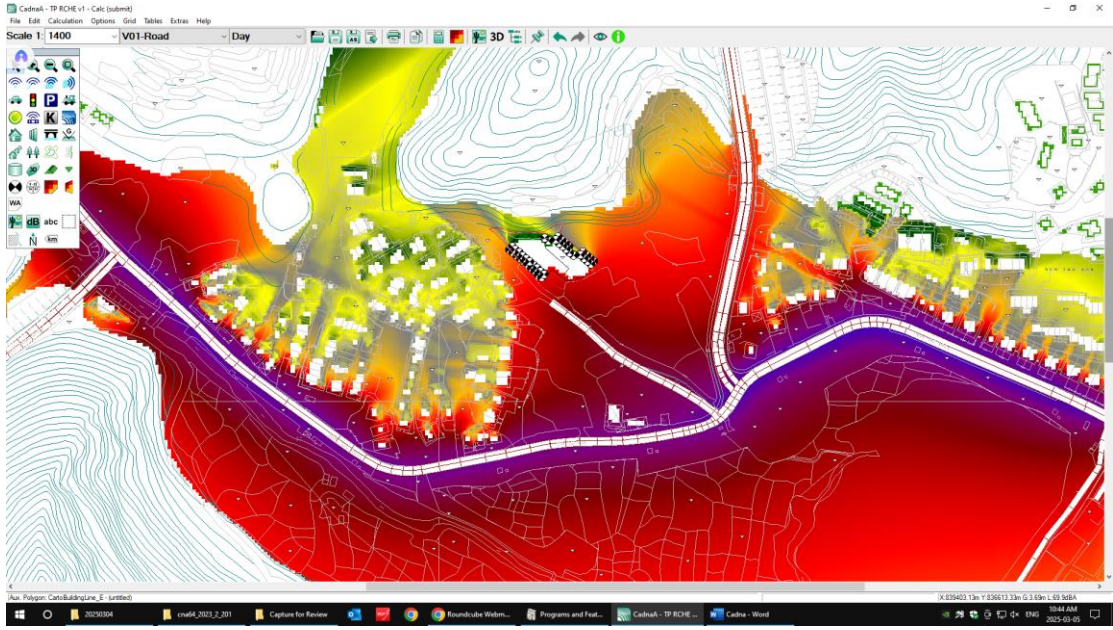 CadnaA - TP RCHE v1 - Calc (submit)
File Edit Calculation Options Grid Tables Extras Help
Scale 1: 1400 V01-Road Day AS 3D
P
K
WA
dB abc
N km
Aux. Polygon: CartoBuildingLine_E - (untitled)
X:839403.13m Y:836613.33m G:3.69m L:69.9dBA
20250304 cna64_2023_2_201 Capture for Review Roundcube Webm... Programs and Feat... CadnaA - TP RCHE ... Cadna - Word ENG 10:44 AM
2025-03-05